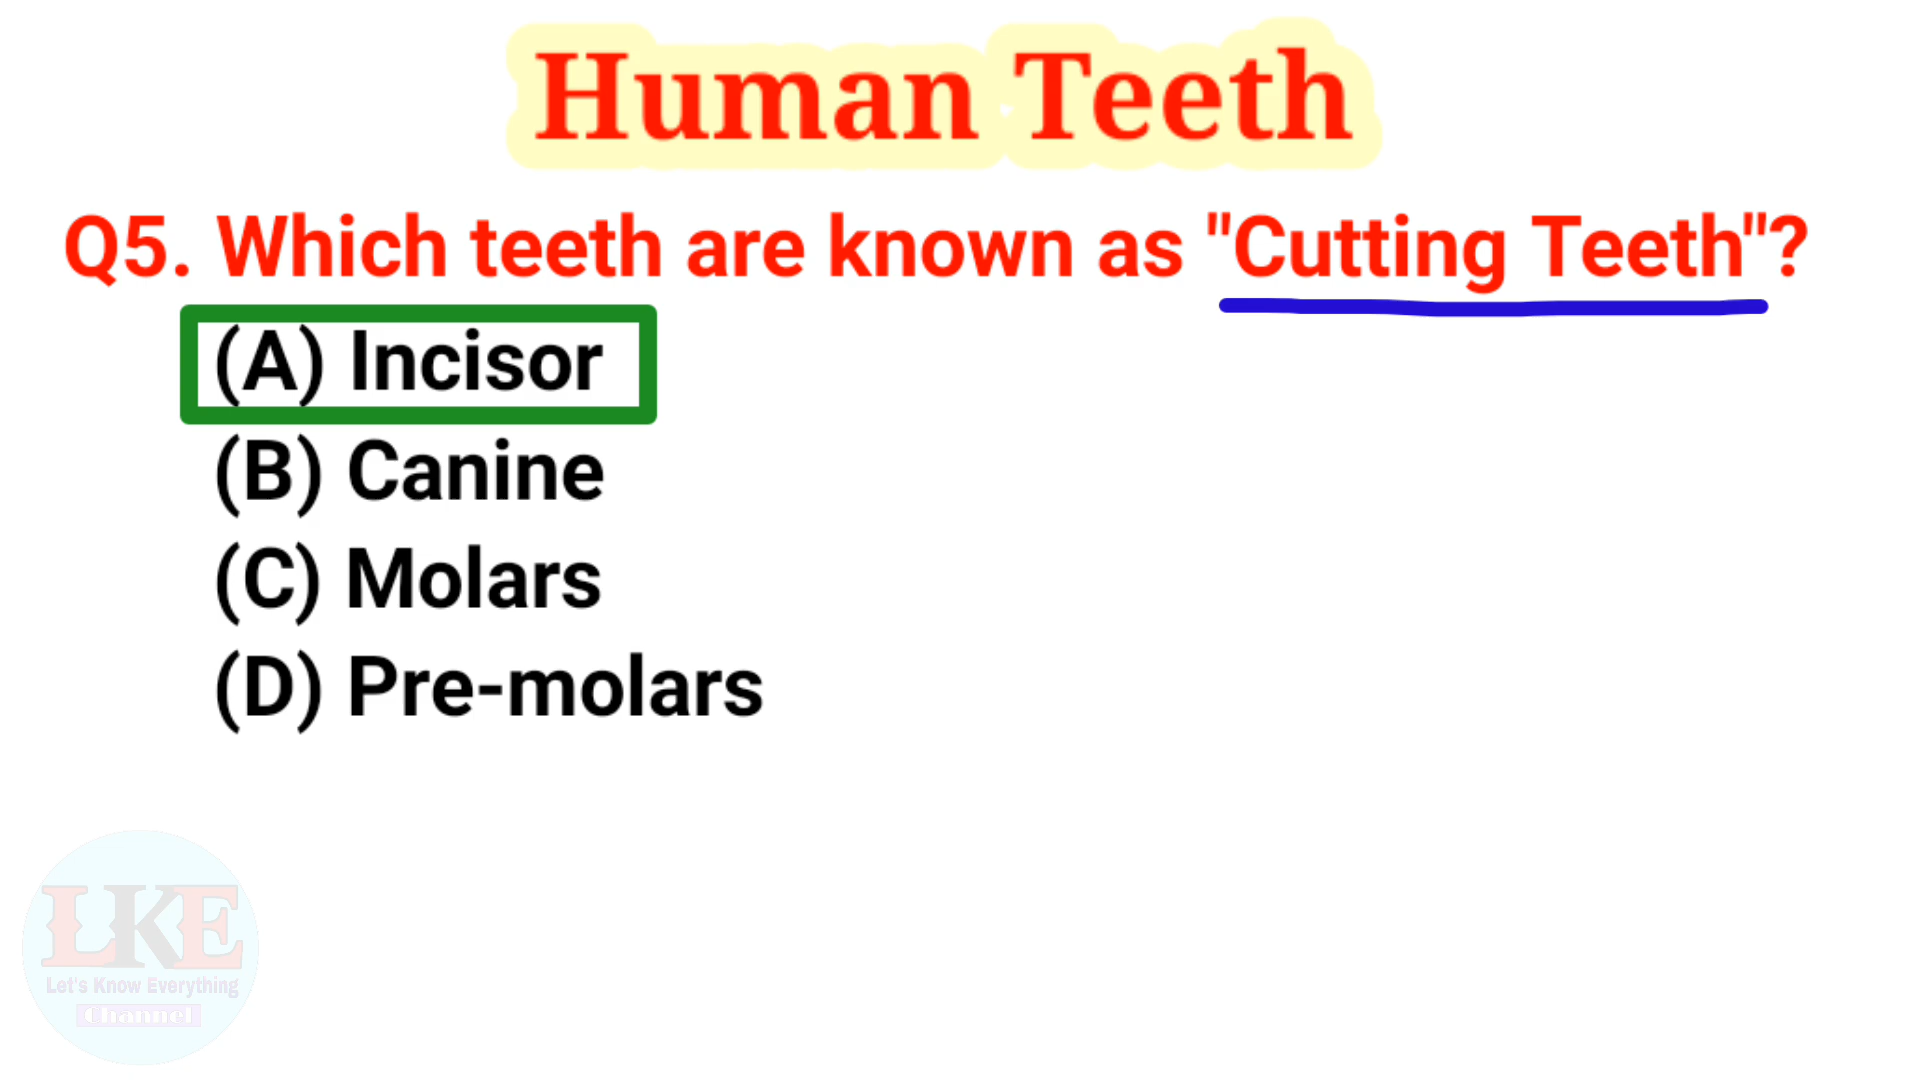 Human Teeth
Q5. Which teeth are known as "Cutting Teeth"?
(A) Incisor
(B) Canine
(C) Molars
(D) Pre-molars
LKE
Let's Know Everything
Channel